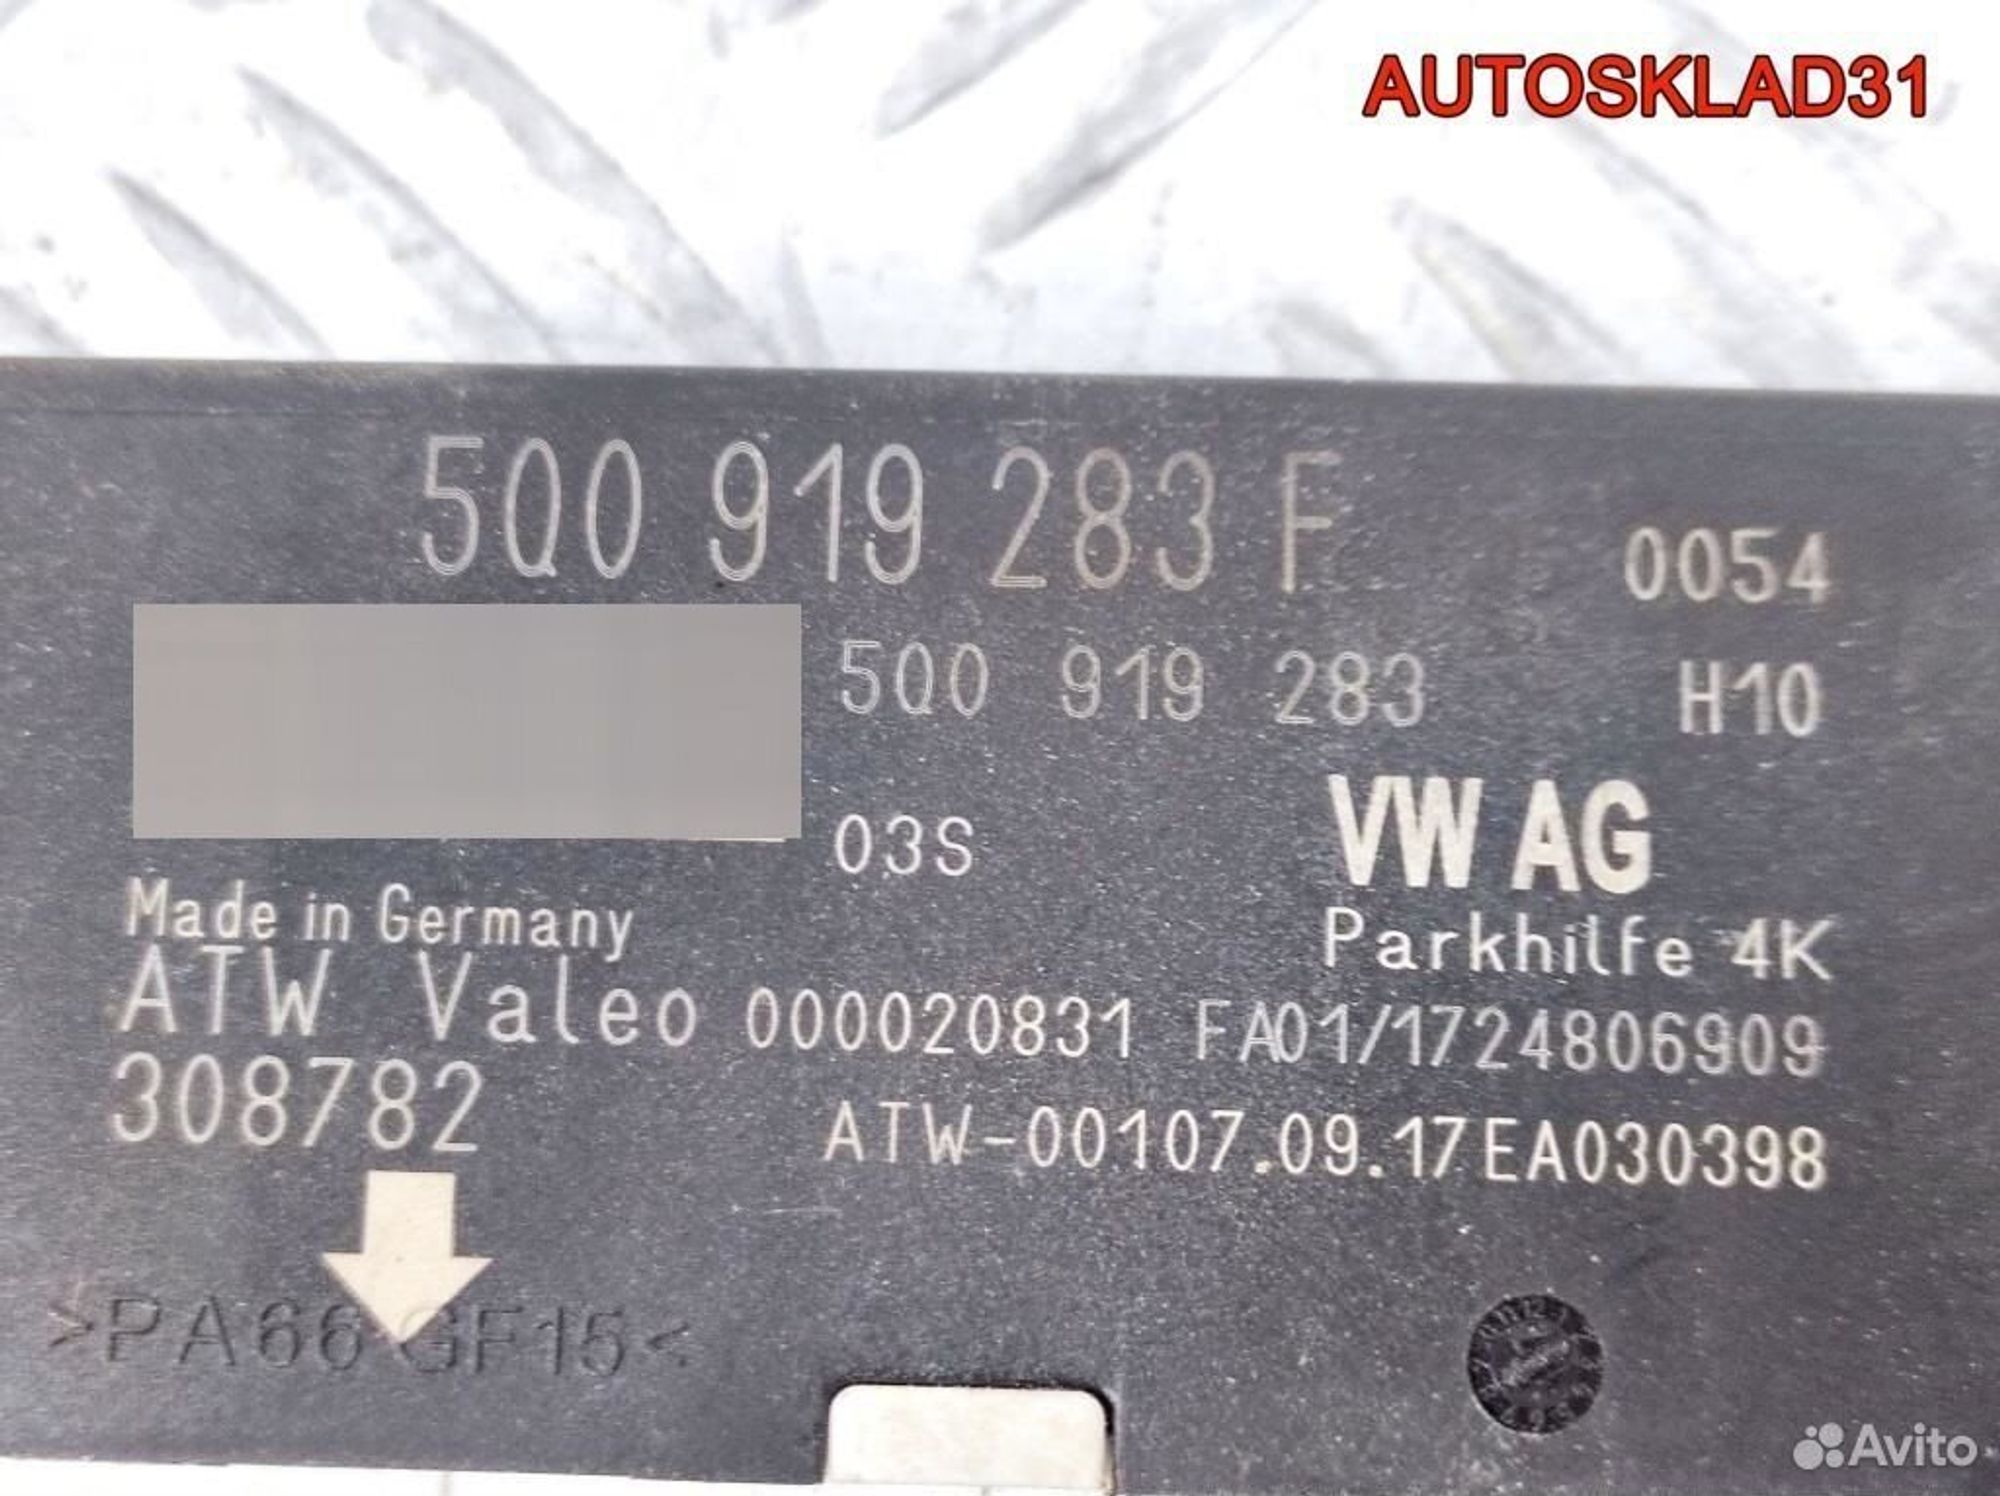 AUTOSKLAD31
5Q0 919 283 F
0054
5Q0 919 283
H10
03S
VW AG
Made in Germany
Parkhilfe 4K
ATW Valeo 000020831 FA01/1724806909
308782
ATW-00107.09.17EA030398
>PA66 GF15<
Avito